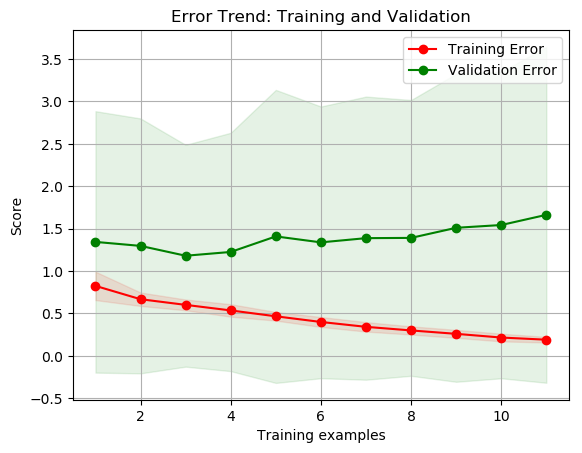 Error Trend: Training and Validation
Training Error
Validation Error
3.5
3.0
2.5
2.0
1.5
1.0
0.5
0.0
−0.5
Score
2
4
6
8
10
Training examples